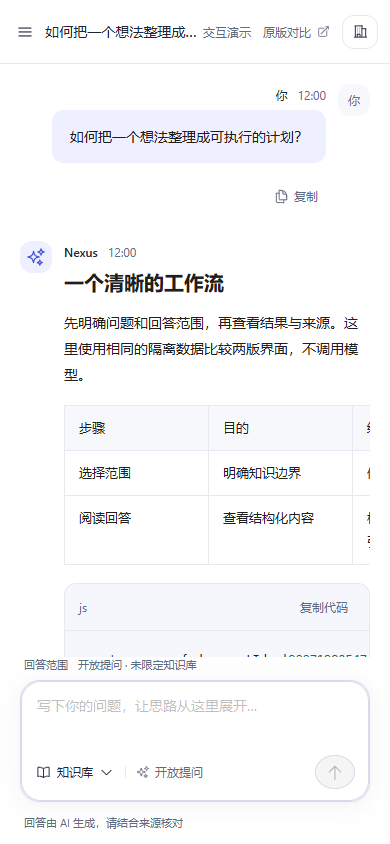 如何把一个想法整理成... 交互演示 原版对比
你 12:00 你
如何把一个想法整理成可执行的计划？
复制
Nexus 12:00
一个清晰的工作流
先明确问题和回答范围，再查看结果与来源。这
里使用相同的隔离数据比较两版界面，不调用模
型。
步骤 目的
选择范围 明确知识边界
阅读回答 查看结构化内容
js 复制代码
回答范围 开放提问 · 未限定知识库
写下你的问题，让思路从这里展开...
知识库 开放提问
回答由 AI 生成，请结合来源核对